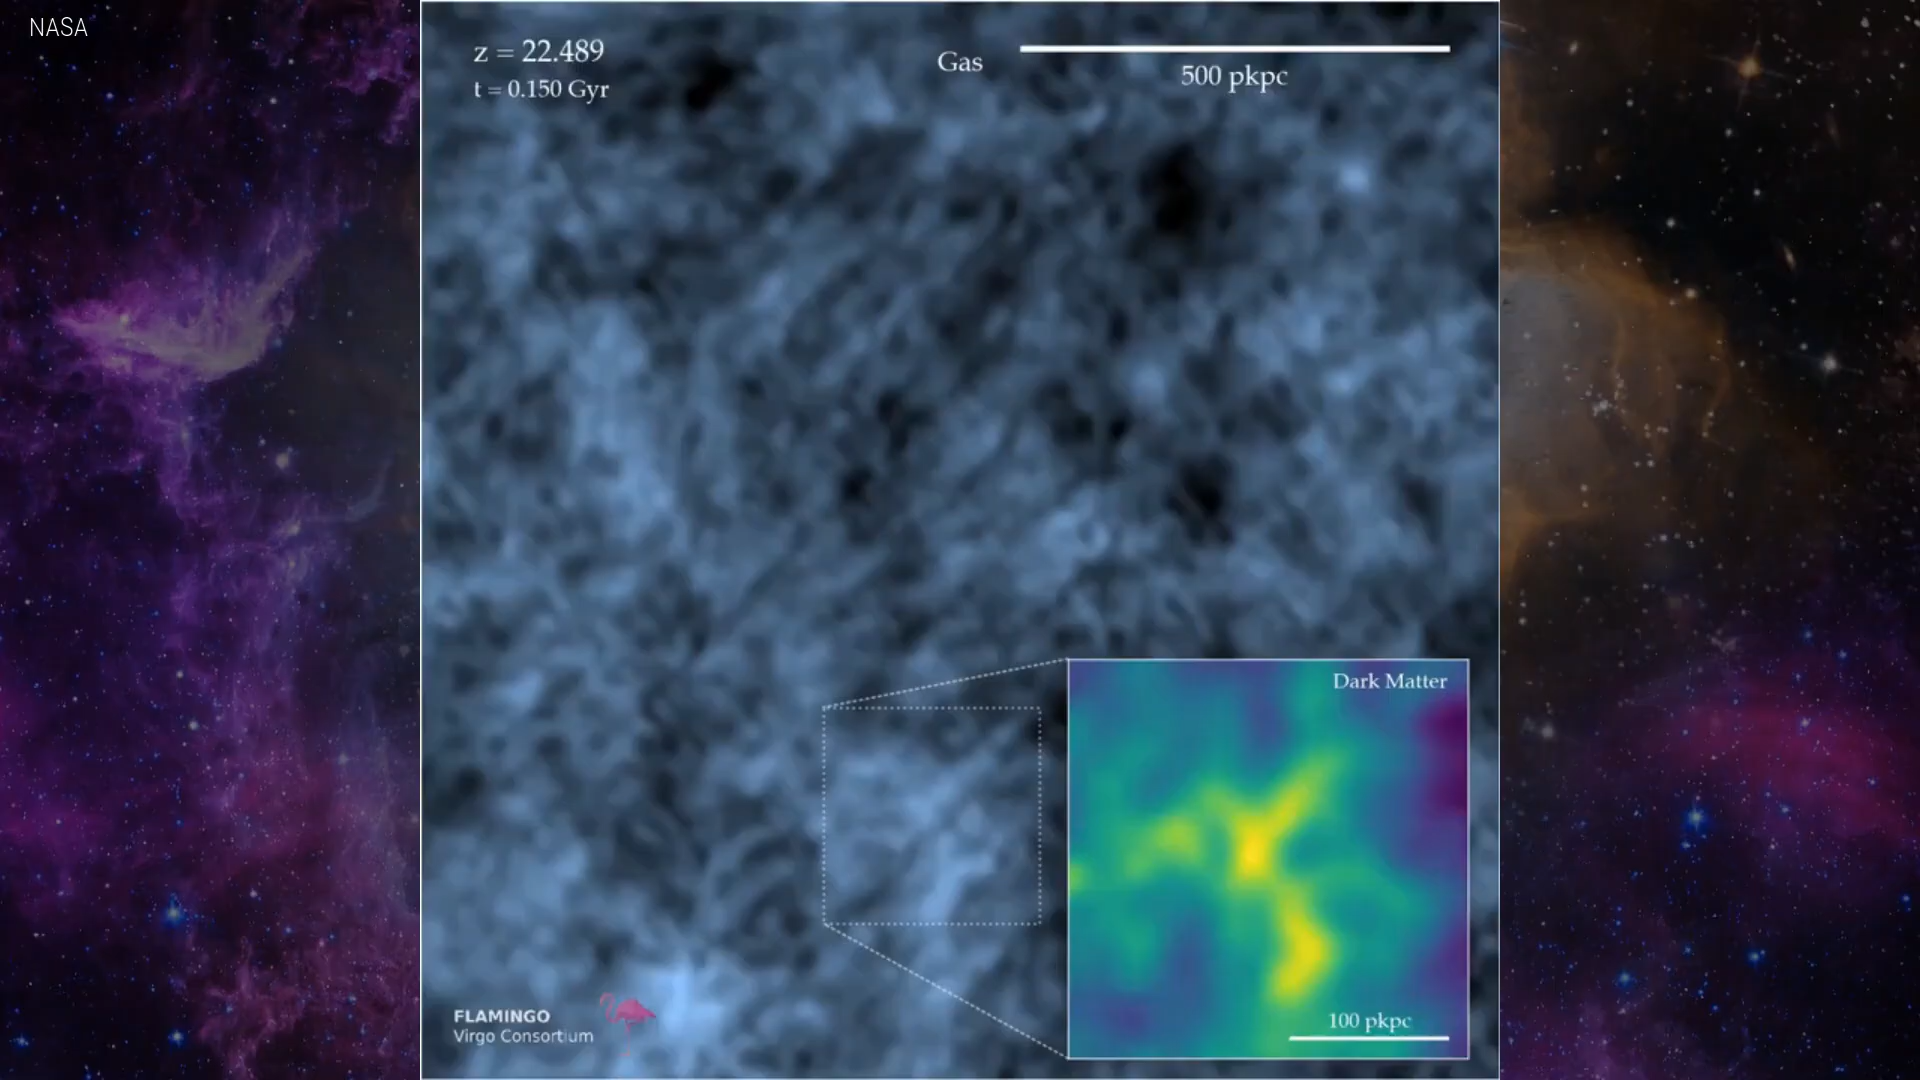 NASA
z = 22.489
t = 0.150 Gyr
Gas
500 pkpc
Dark Matter
100 pkpc
FLAMINGO
Virgo Consortium